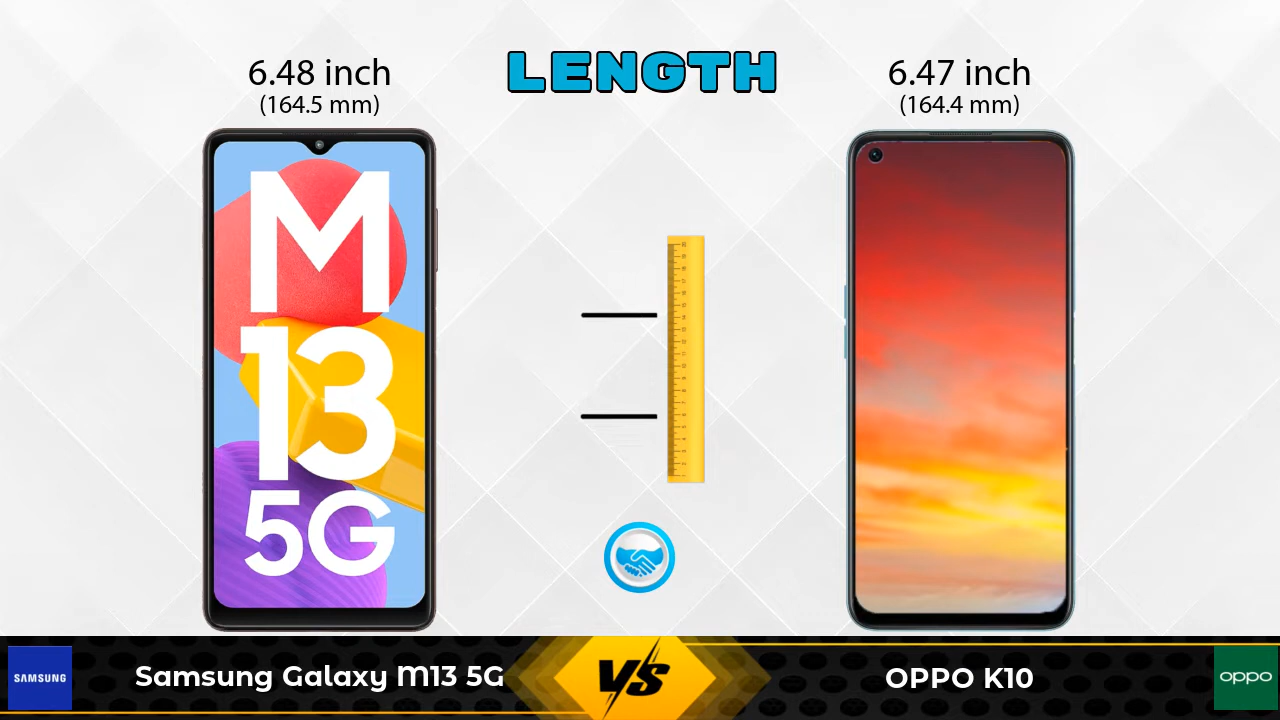 LENGTH
6.48 inch
(164.5 mm)
6.47 inch
(164.4 mm)
M
13
5G
SAMSUNG
Samsung Galaxy M13 5G
VS
OPPO K10
oppo